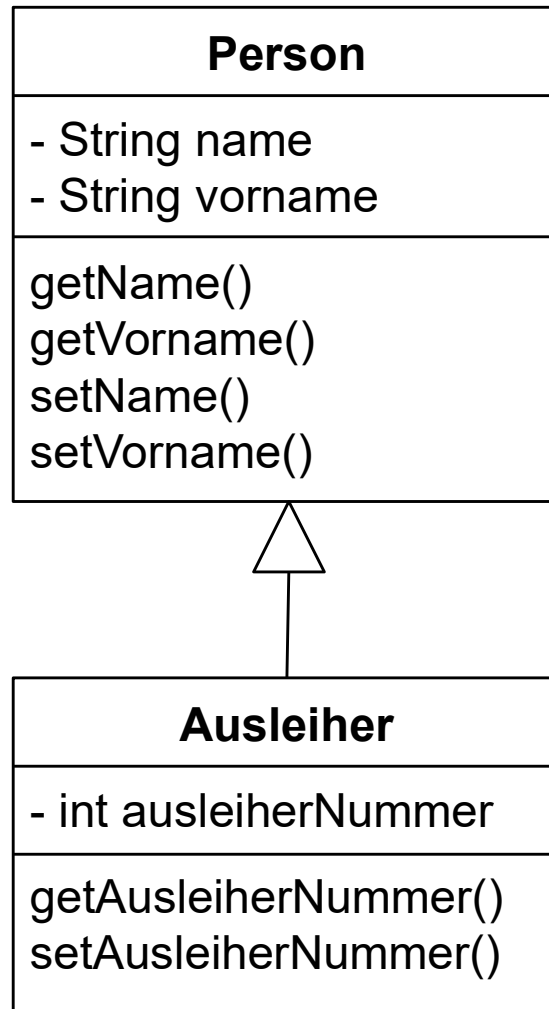 Person
- String name
- String vorname
getName()
getVorname()
setName()
setVorname()
Ausleiher
- int ausleiherNummer
getAusleiherNummer()
setAusleiherNummer()